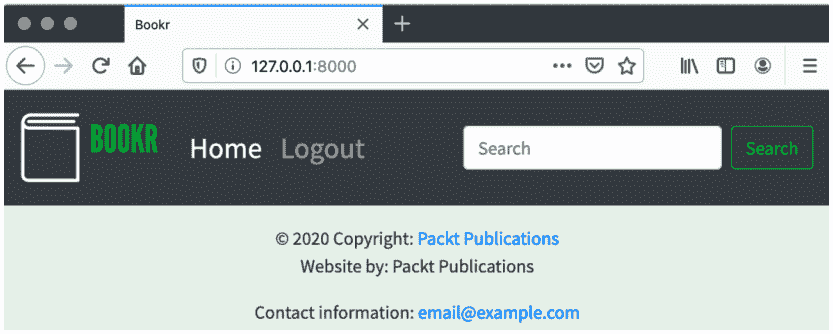 Bookr
127.0.0.1:8000
BOOKR Home Logout Search Search
© 2020 Copyright: Packt Publications
Website by: Packt Publications
Contact information: email@example.com